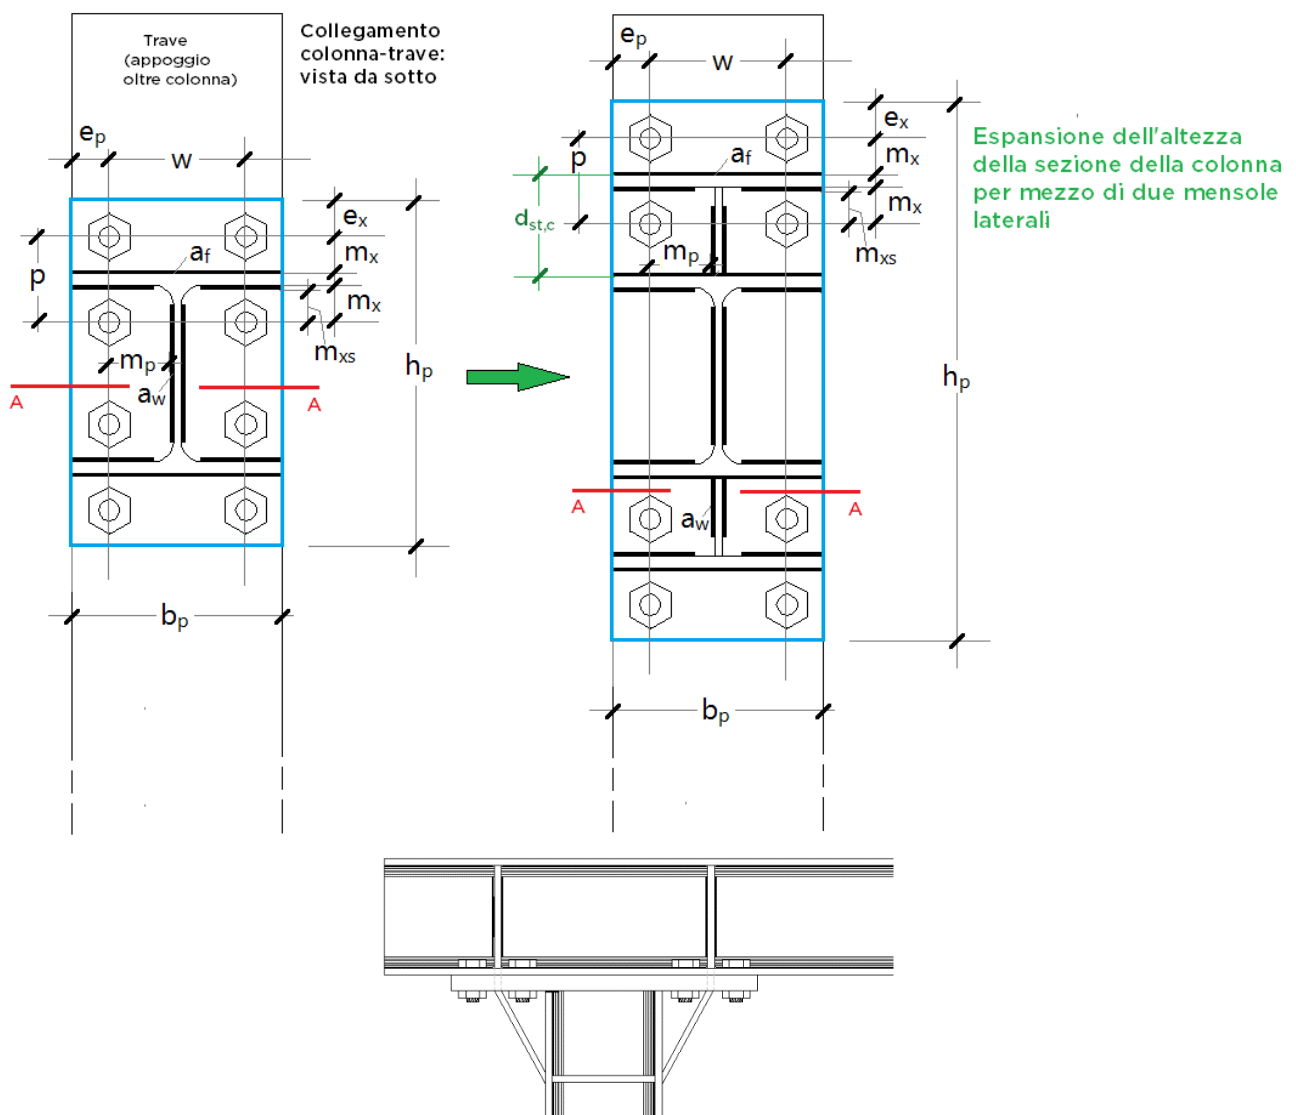 Trave
(appoggio
oltre colonna)
Collegamento
colonna-trave:
vista da sotto
ep
w
ex
mx
af
p
mx
mxs
mp
aw
hp
A
A
bp
ep
w
ex
mx
af
p
mx
mxs
dst,c
mp
hp
A
A
aw
bp
Espansione dell'altezza
della sezione della colonna
per mezzo di due mensole
laterali